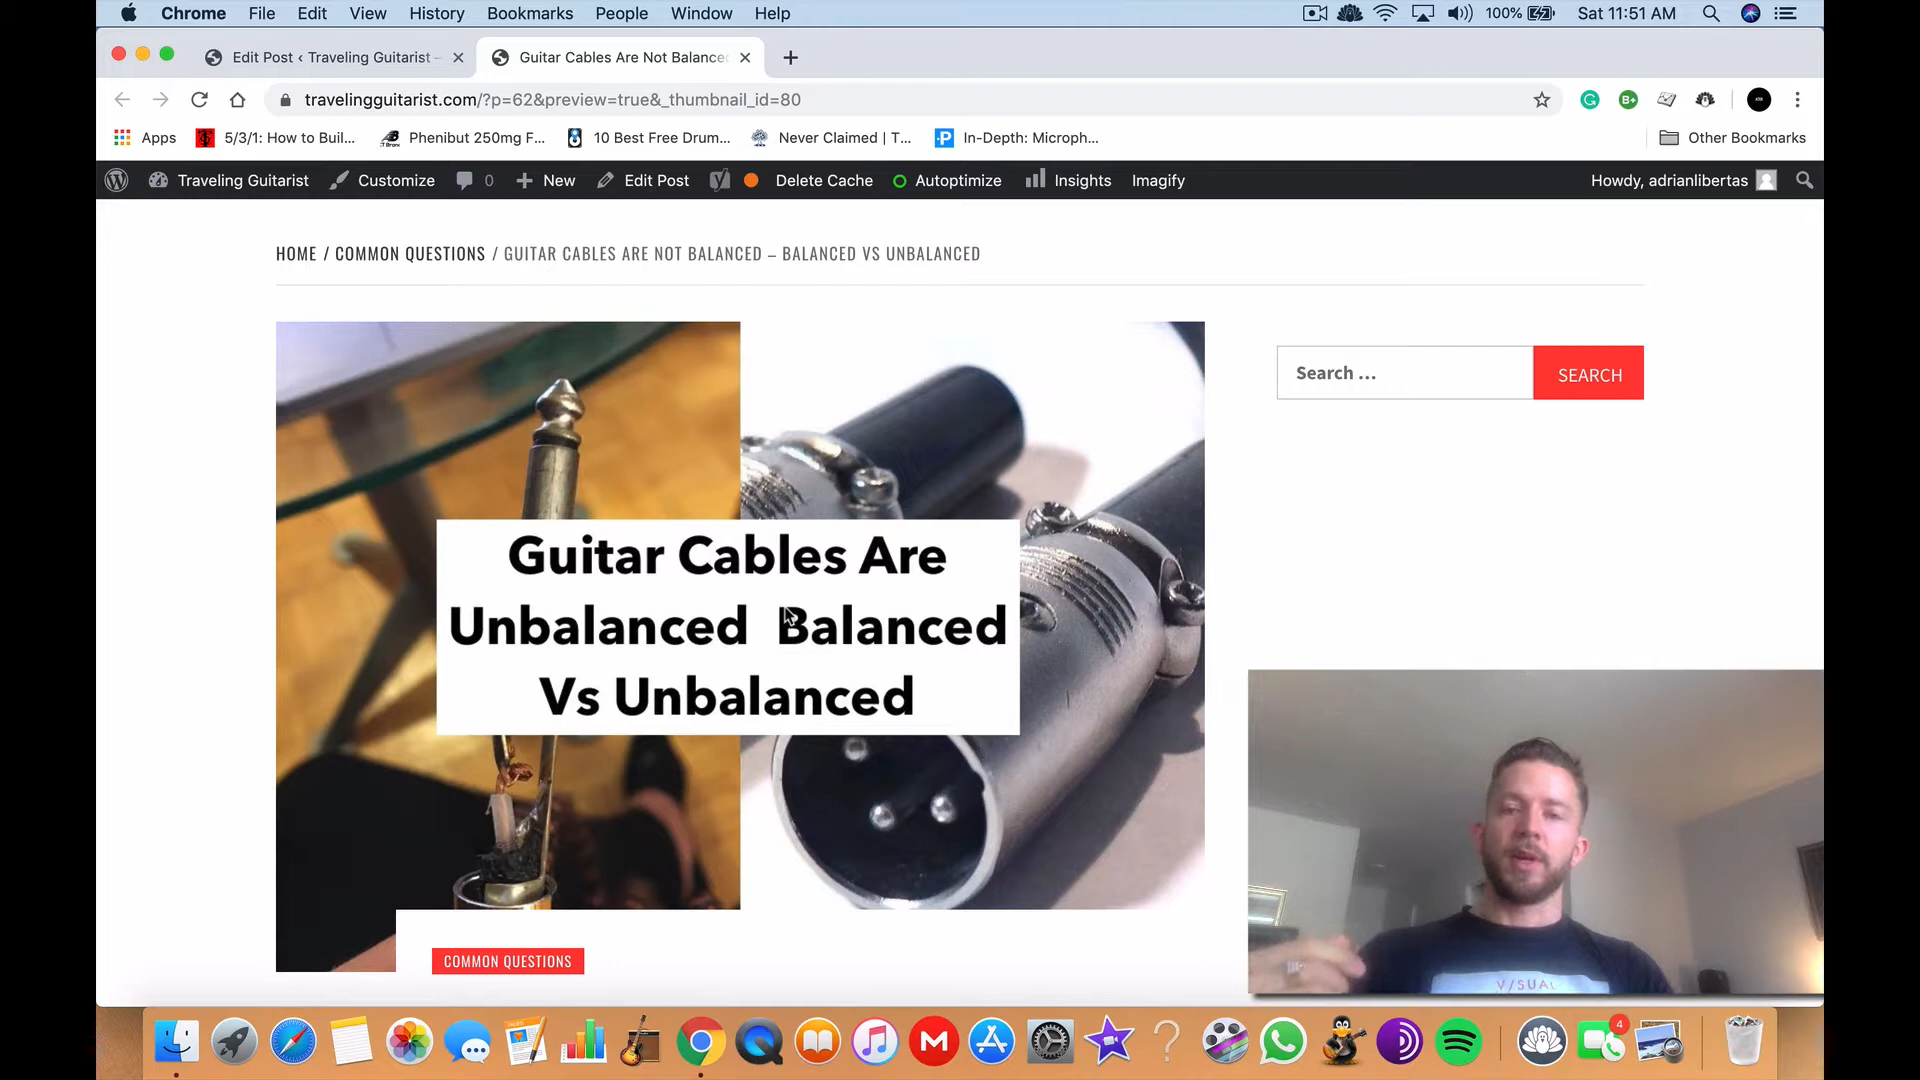 Chrome File Edit View History Bookmarks People Window Help 100% Sat 11:51 AM
Edit Post ‹ Traveling Guitarist – Guitar Cables Are Not Balance
travelingguitarist.com/?p=62&preview=true&_thumbnail_id=80
Apps 5/3/1: How to Buil... Phenibut 250mg F... 10 Best Free Drum... Never Claimed | T... In-Depth: Microph... Other Bookmarks
Traveling Guitarist Customize 0 New Edit Post Delete Cache Autoptimize Insights Imagify Howdy, adrianlibertas
HOME / COMMON QUESTIONS / GUITAR CABLES ARE NOT BALANCED – BALANCED VS UNBALANCED
Search ... SEARCH
Guitar Cables Are
Unbalanced Balanced
Vs Unbalanced
COMMON QUESTIONS
V/SUAL
4